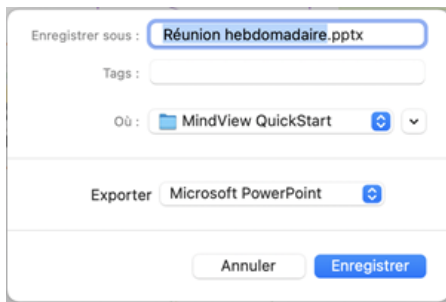 Enregistrer sous : Réunion hebdomadaire.pptx
Tags :
Où : MindView QuickStart
Exporter Microsoft PowerPoint
Annuler Enregistrer